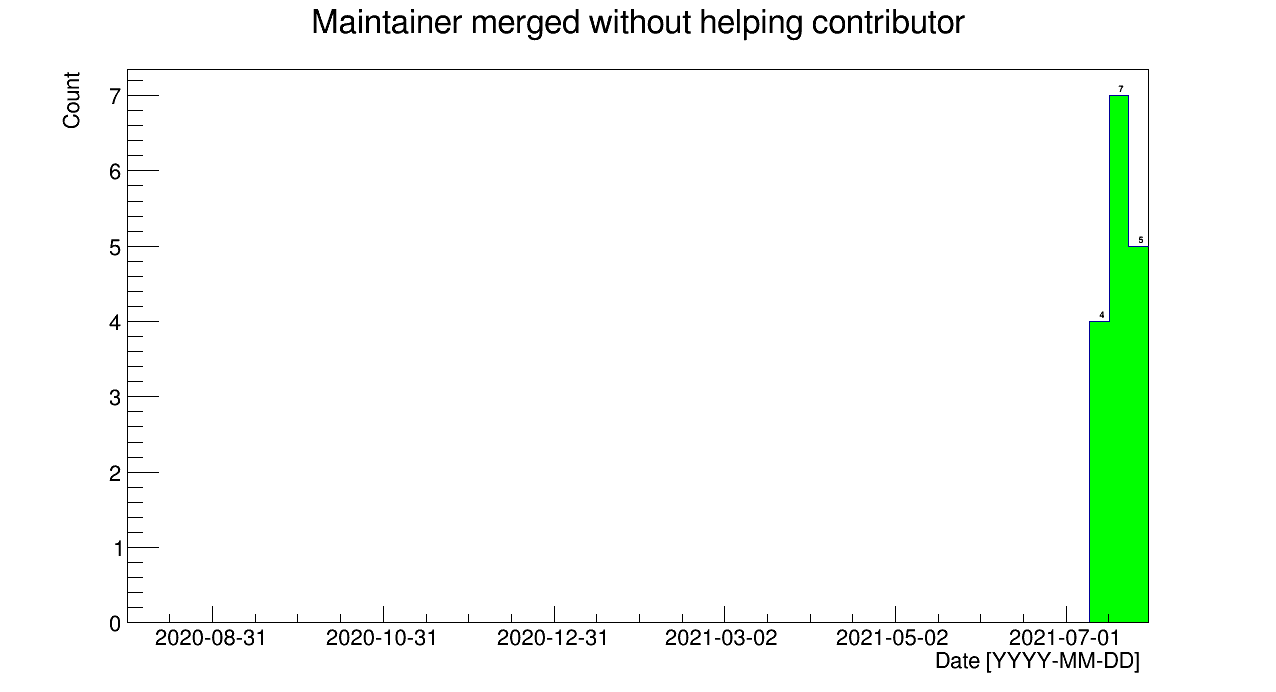 Maintainer merged without helping contributor
Count
7
6
5
4
3
2
1
0
7
5
4
2020-08-31 2020-10-31 2020-12-31 2021-03-02 2021-05-02 2021-07-01
Date [YYYY-MM-DD]